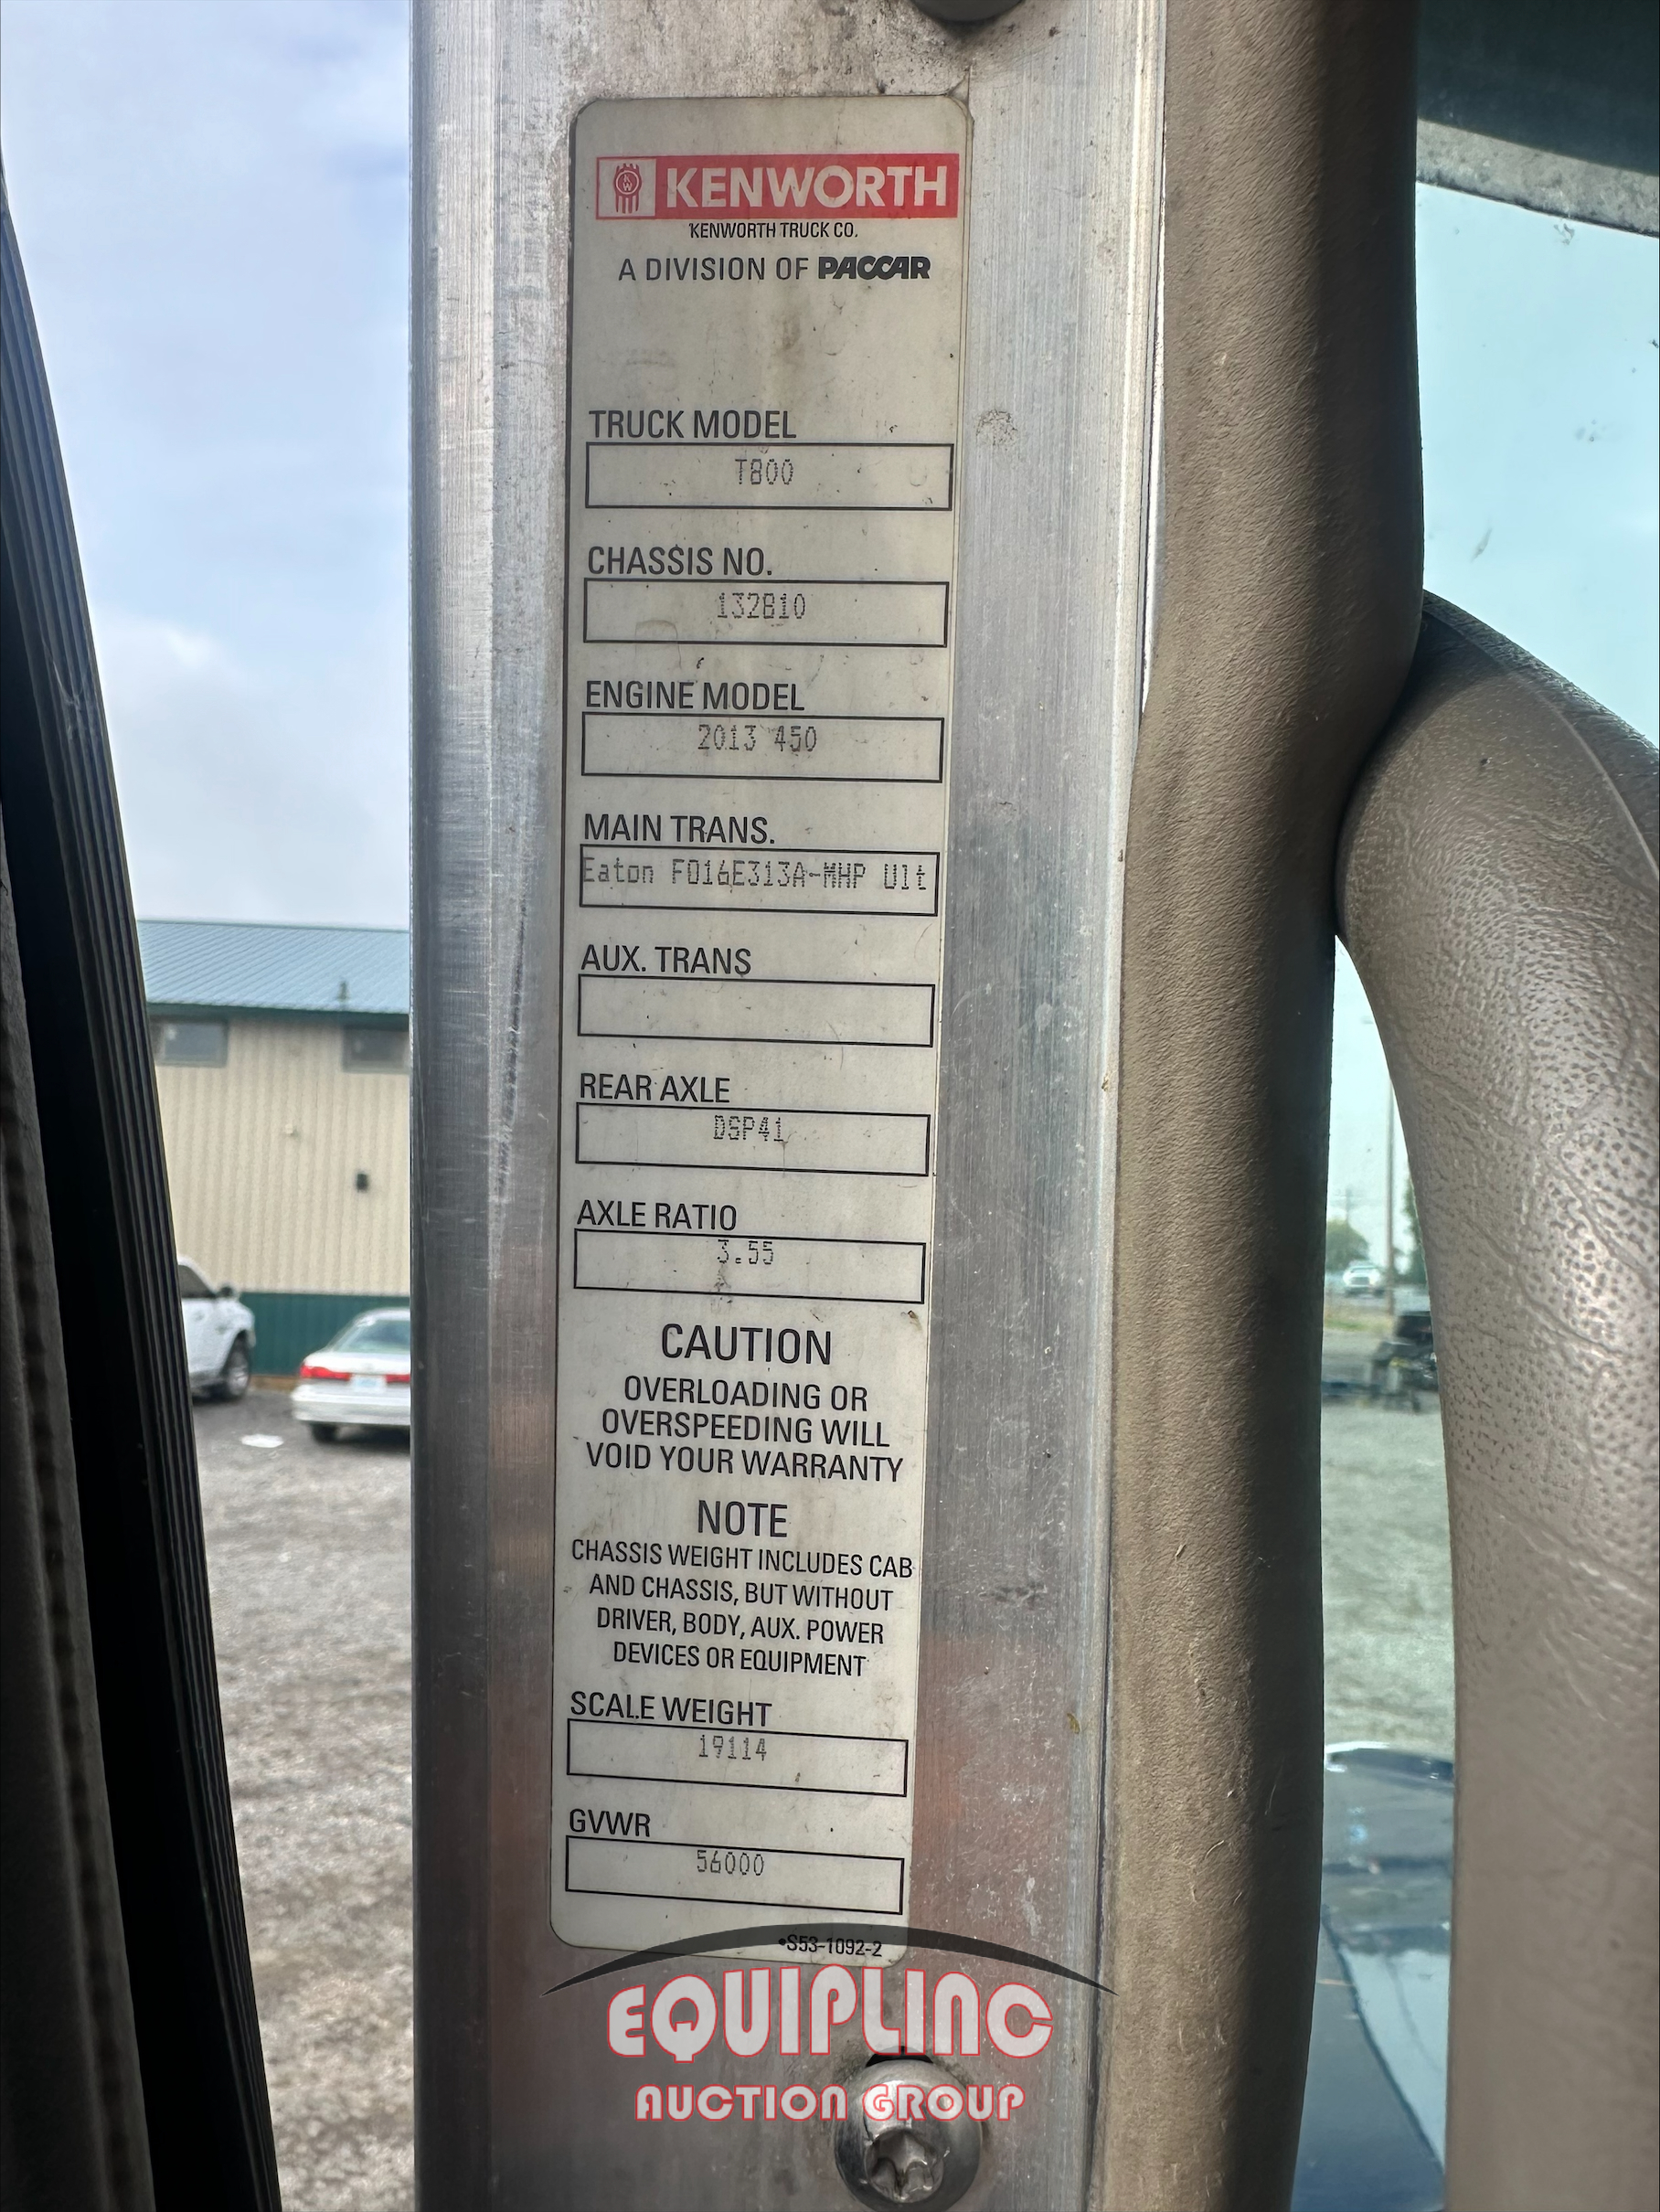 KENWORTH
KENWORTH TRUCK CO.
A DIVISION OF PACCAR
TRUCK MODEL
T800
CHASSIS NO.
132810
ENGINE MODEL
2013 450
MAIN TRANS.
Eaton FO16E313A-MHP Ult
AUX. TRANS
REAR AXLE
DSP41
AXLE RATIO
3.55
CAUTION
OVERLOADING OR
OVERSPEEDING WILL
VOID YOUR WARRANTY
NOTE
CHASSIS WEIGHT INCLUDES CAB
AND CHASSIS, BUT WITHOUT
DRIVER, BODY, AUX. POWER
DEVICES OR EQUIPMENT
SCALE WEIGHT
19114
GVWR
56000
•S53-1092-2
EQUIPLINC
AUCTION GROUP